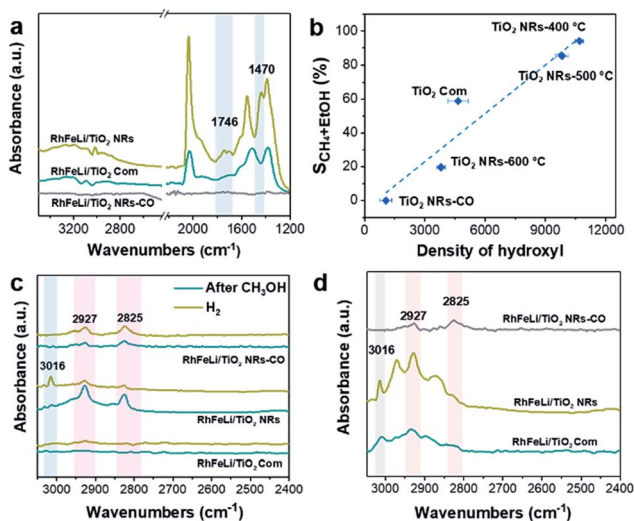 a
Absorbance (a.u.)
1746
1470
RhFeLi/TiO₂ NRs
RhFeLi/TiO₂ Com
RhFeLi/TiO₂ NRs-CO
3200
2800
2000
1800
1600
1400
1200
Wavenumbers (cm⁻¹)
b
S_CH₄+EtOH (%)
100
80
60
40
20
0
TiO₂ NRs-400 °C
TiO₂ NRs-500 °C
TiO₂ Com
TiO₂ NRs-600 °C
TiO₂ NRs-CO
0
3000
6000
9000
12000
Density of hydroxyl
c
Absorbance (a.u.)
After CH₃OH
H₂
2927
2825
RhFeLi/TiO₂ NRs-CO
3016
RhFeLi/TiO₂ NRs
RhFeLi/TiO₂ Com
3000
2900
2800
2700
2600
2500
2400
Wavenumbers (cm⁻¹)
d
Absorbance (a.u.)
2927
2825
RhFeLi/TiO₂ NRs-CO
3016
RhFeLi/TiO₂ NRs
RhFeLi/TiO₂ Com
3000
2900
2800
2700
2600
2500
2400
Wavenumbers (cm⁻¹)